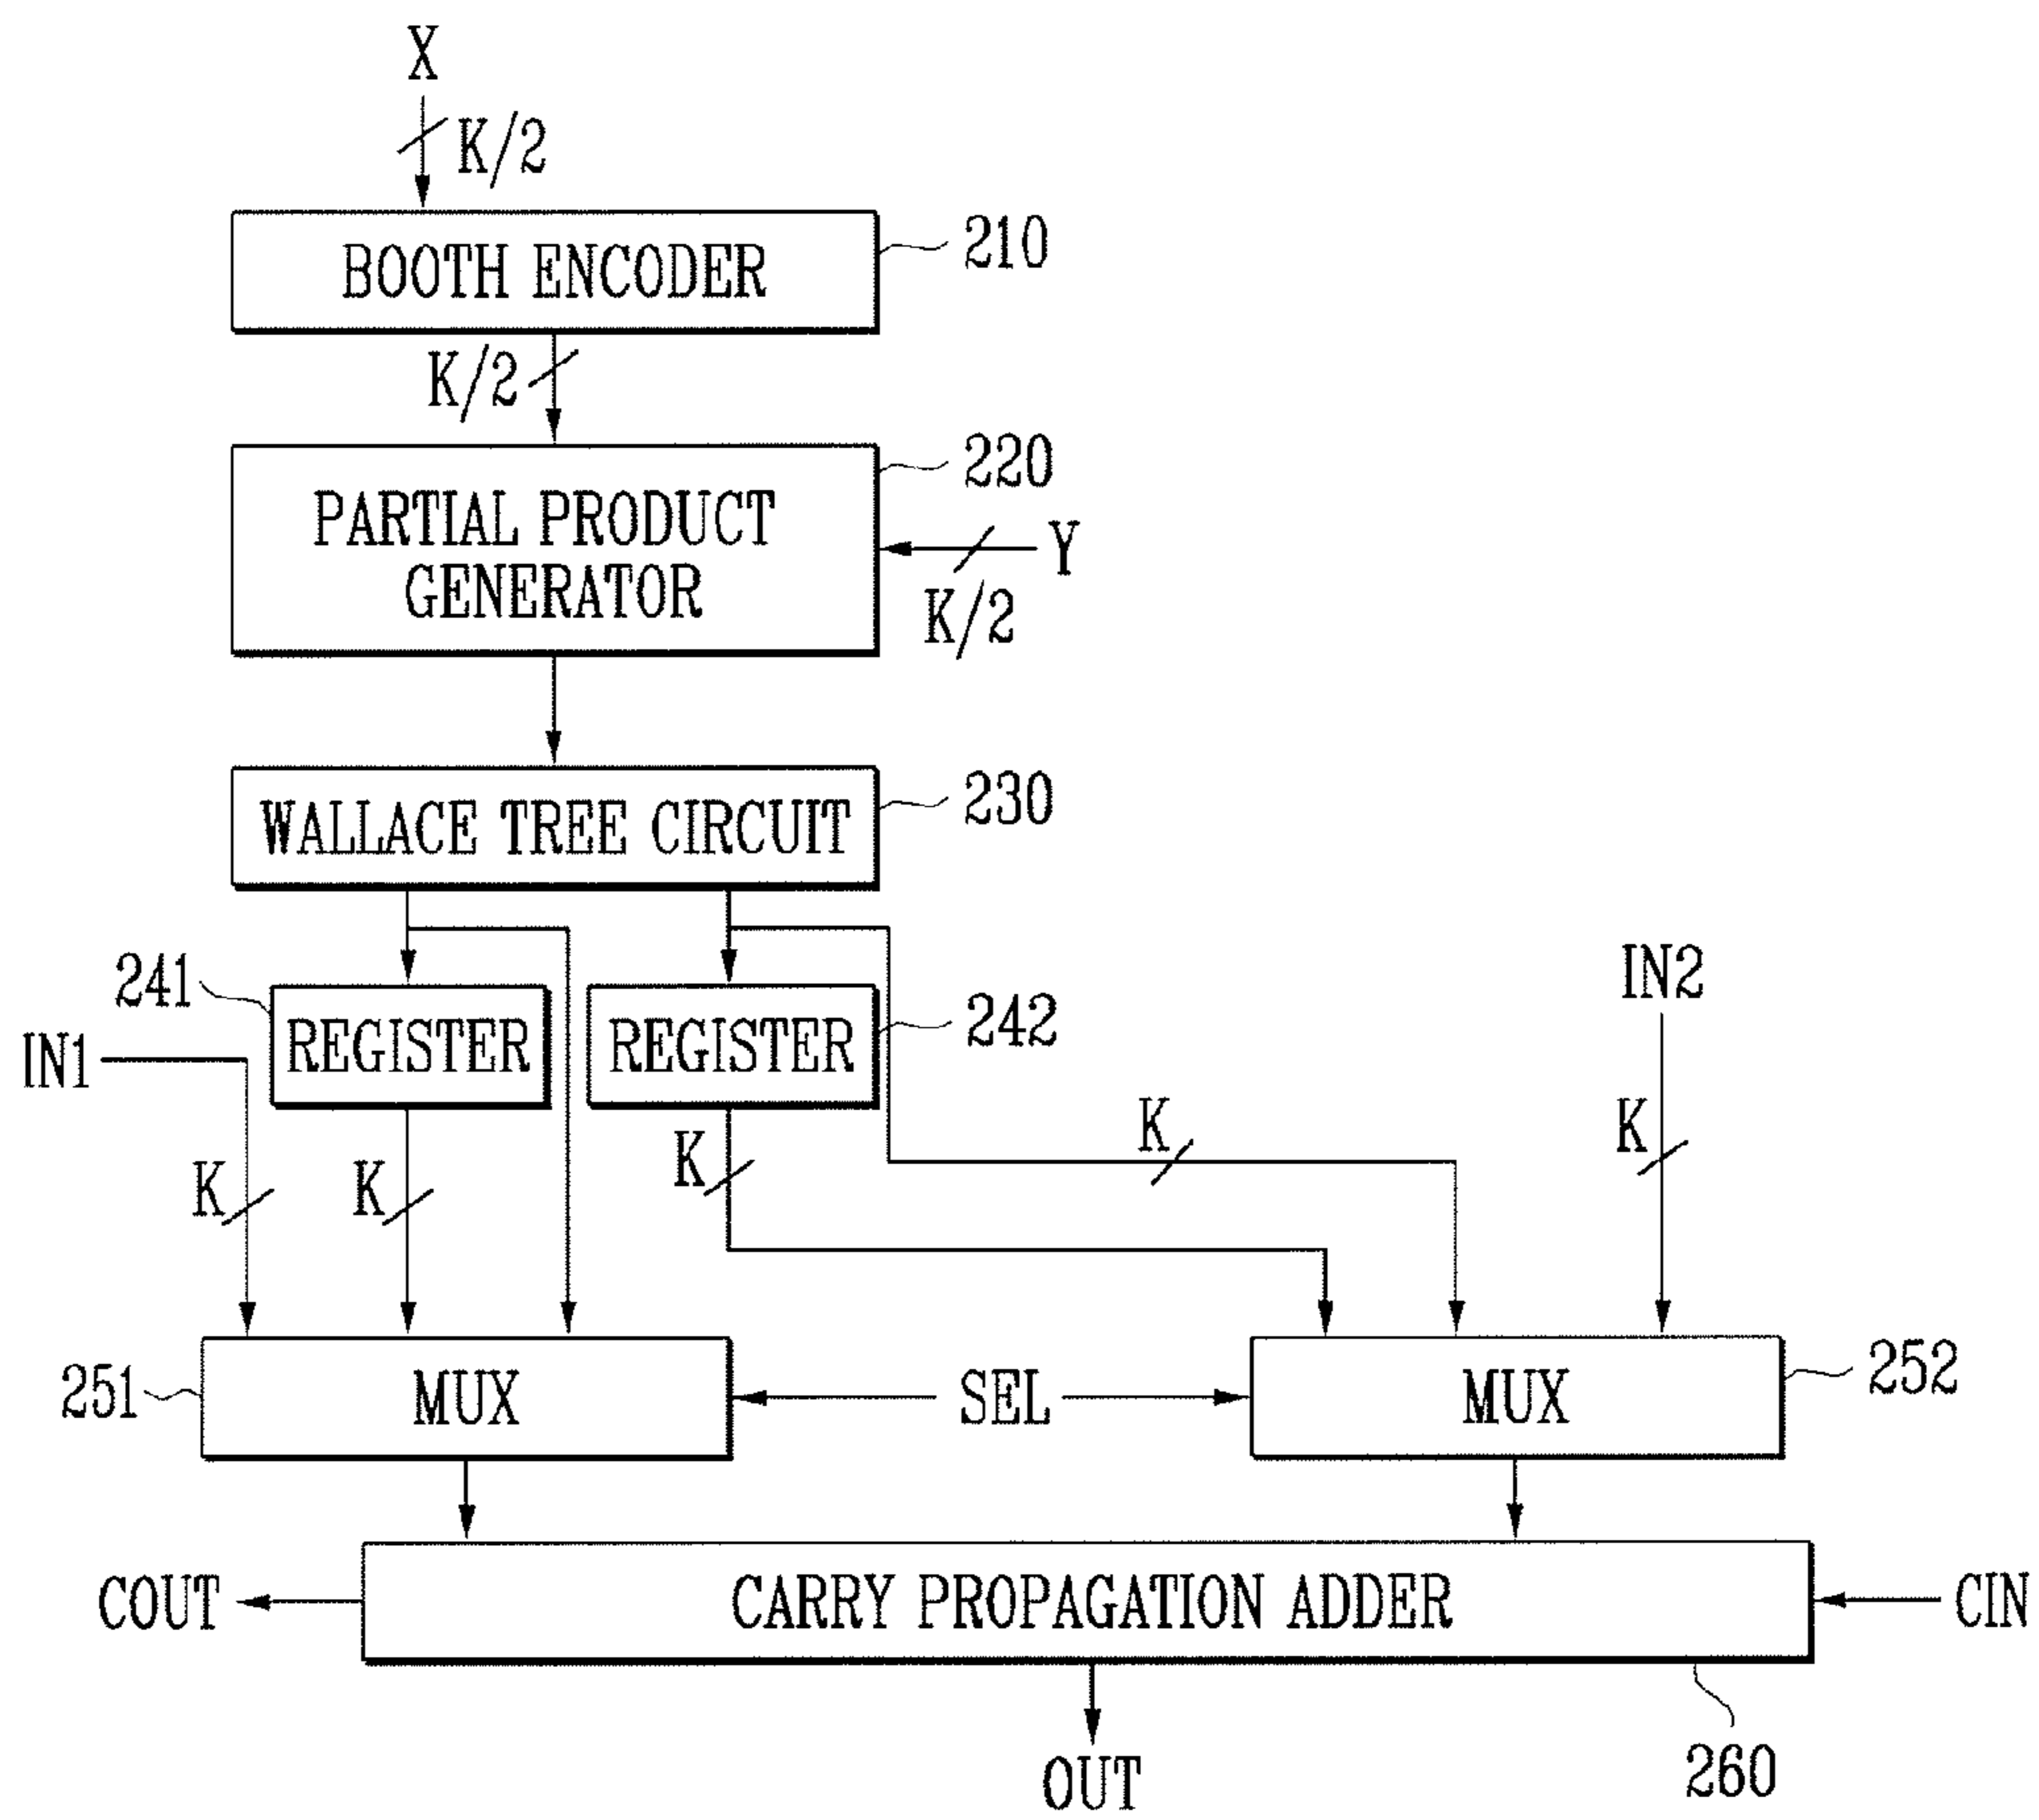 X
K/2
BOOTH ENCODER
210
K/2
220
PARTIAL PRODUCT
GENERATOR
Y
K/2
WALLACE TREE CIRCUIT
230
241
REGISTER
REGISTER
242
IN1
IN2
K
K
K
K
K
251
MUX
SEL
MUX
252
COUT
CARRY PROPAGATION ADDER
CIN
OUT
260